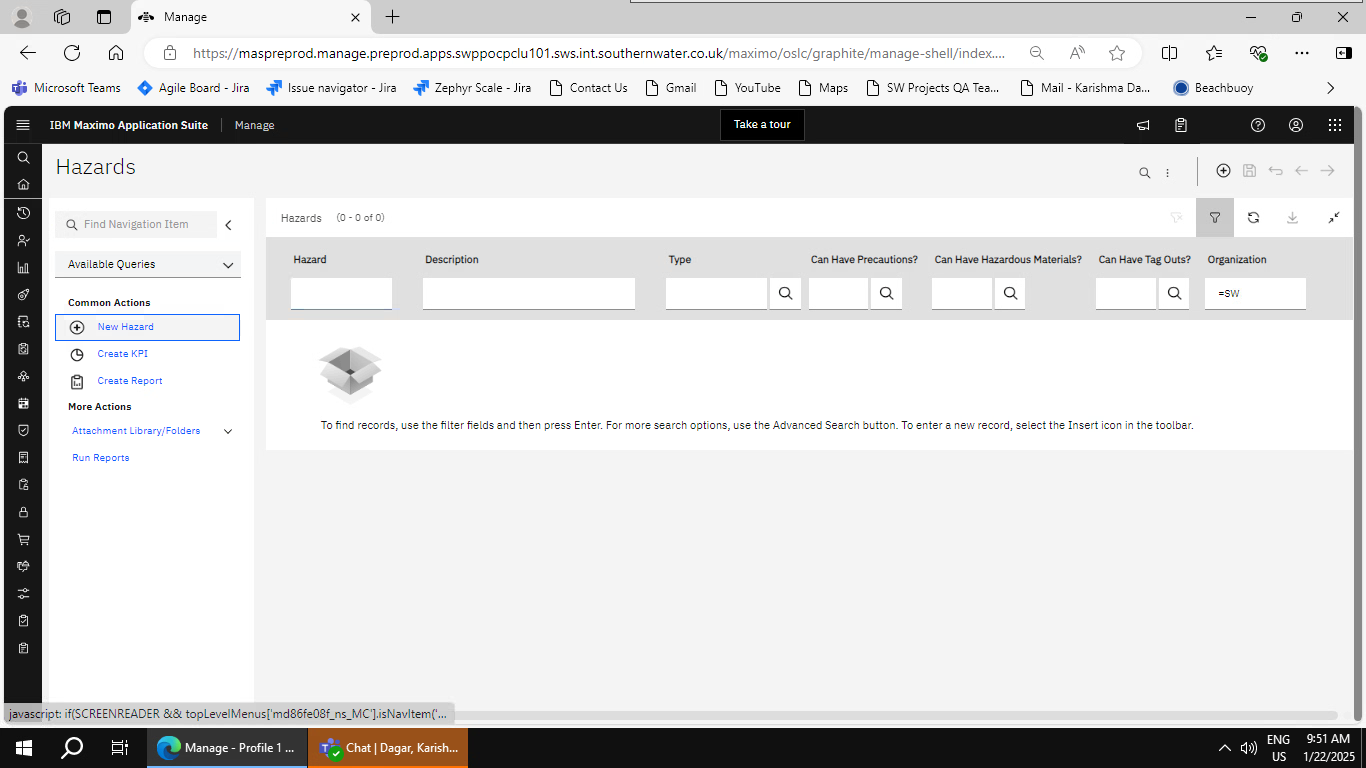 Manage
https://maspreprod.manage.preprod.apps.swppocpclu101.sws.int.southernwater.co.uk/maximo/oslc/graphite/manage-shell/index....
Microsoft Teams
Agile Board - Jira
Issue navigator - Jira
Zephyr Scale - Jira
Contact Us
Gmail
YouTube
Maps
SW Projects QA Tea...
Mail - Karishma Da...
Beachbuoy
IBM Maximo Application Suite
Manage
Take a tour
Hazards
Find Navigation Item
Available Queries
Common Actions
New Hazard
Create KPI
Create Report
More Actions
Attachment Library/Folders
Run Reports
Hazards (0 - 0 of 0)
Hazard
Description
Type
Can Have Precautions?
Can Have Hazardous Materials?
Can Have Tag Outs?
Organization
=SW
To find records, use the filter fields and then press Enter. For more search options, use the Advanced Search button. To enter a new record, select the Insert icon in the toolbar.
javascript: if(SCREENREADER && topLevelMenus['md86fe08f_ns_MC'].isNavItem('...
Manage - Profile 1 ...
Chat | Dagar, Karish...
ENG
US
9:51 AM
1/22/2025